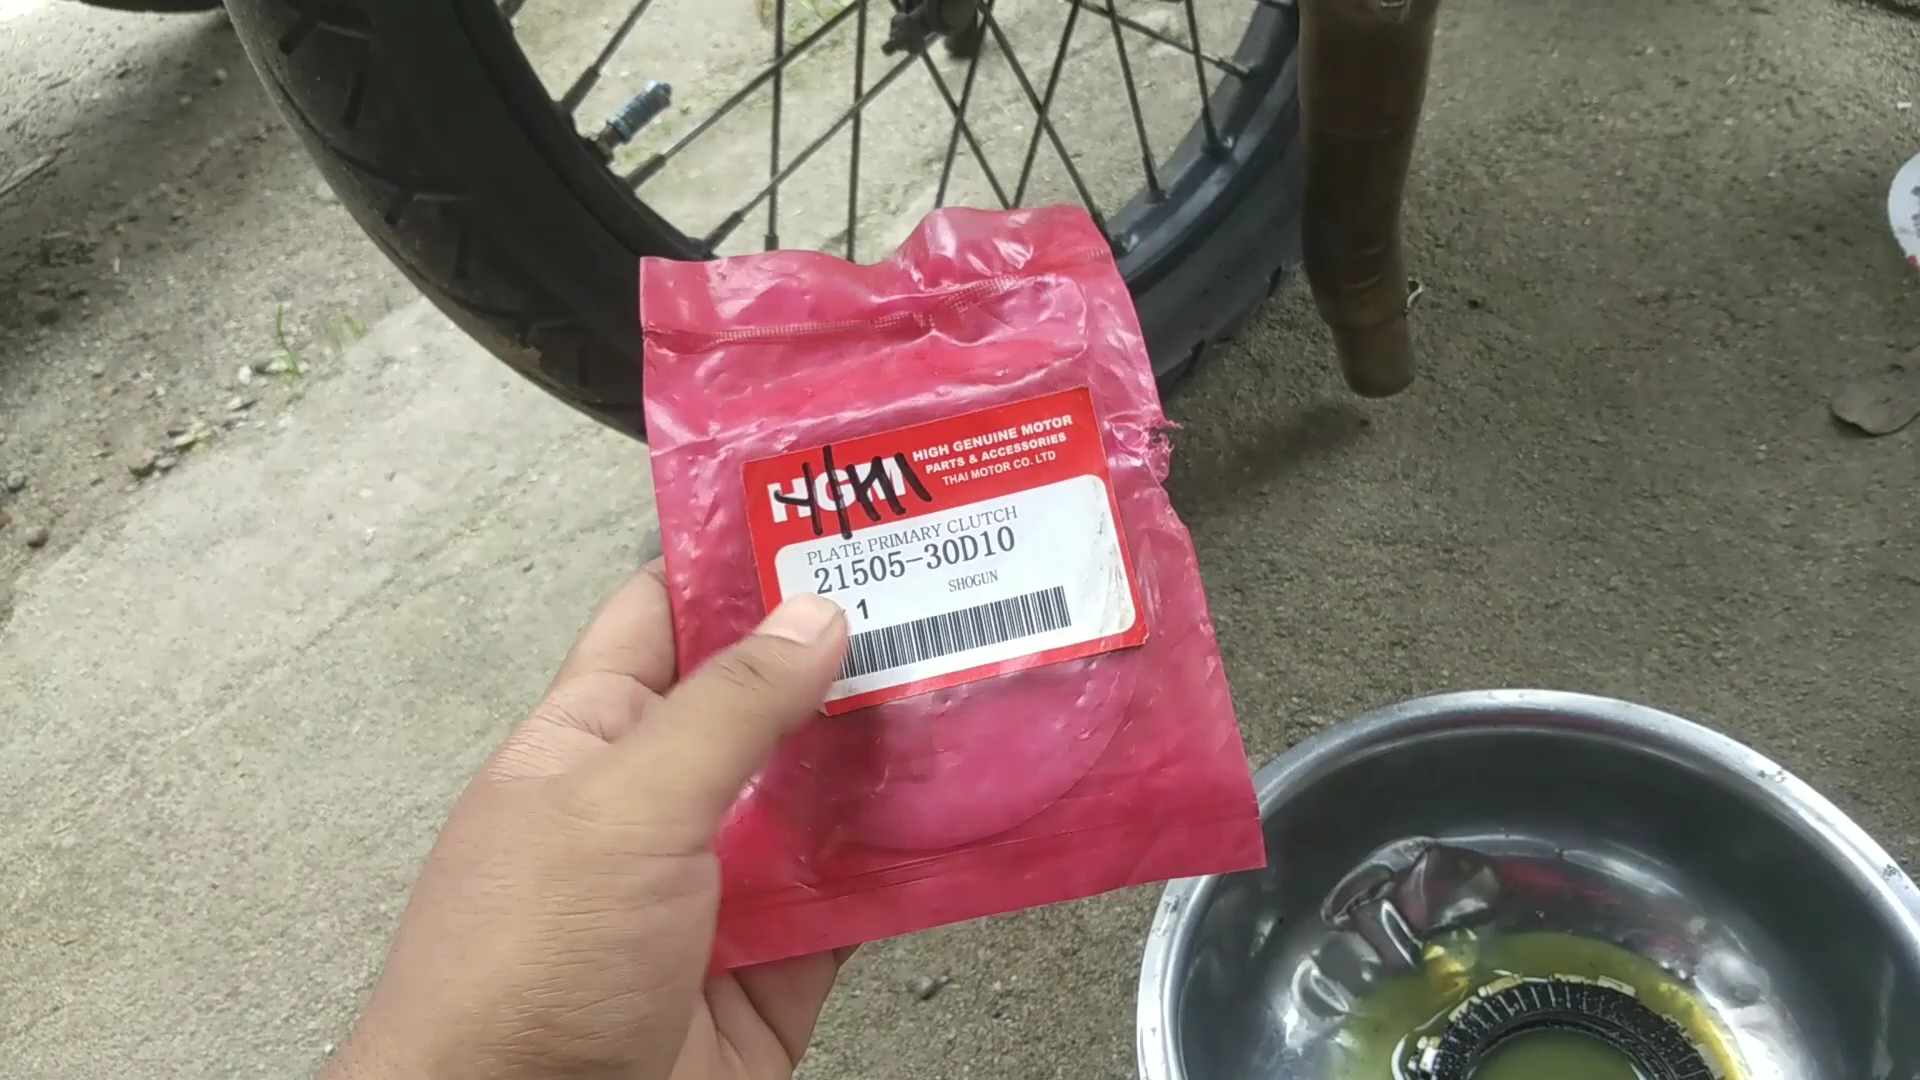 HGM
HIGH GENUINE MOTOR
PARTS & ACCESSORIES
THAI MOTOR CO. LTD
PLATE PRIMARY CLUTCH
21505-30D10
SHOGUN
1